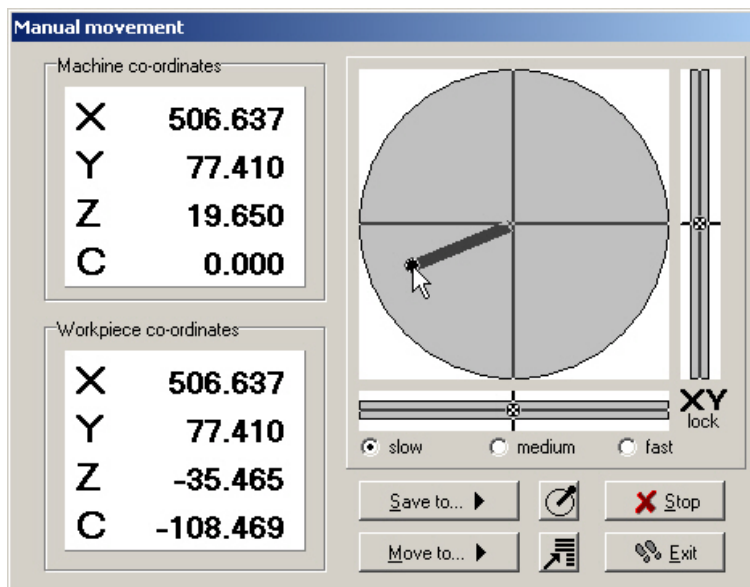 Manual movement
Machine co-ordinates
X 506.637
Y 77.410
Z 19.650
C 0.000
Workpiece co-ordinates
X 506.637
Y 77.410
Z -35.465
C -108.469
XY
lock
slow medium fast
Save to... Stop
Move to... Exit